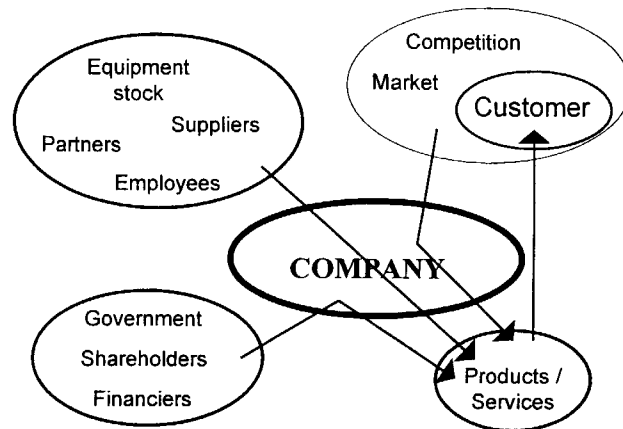 Equipment
stock
Suppliers
Partners
Employees
Competition
Market
Customer
COMPANY
Government
Shareholders
Financiers
Products /
Services